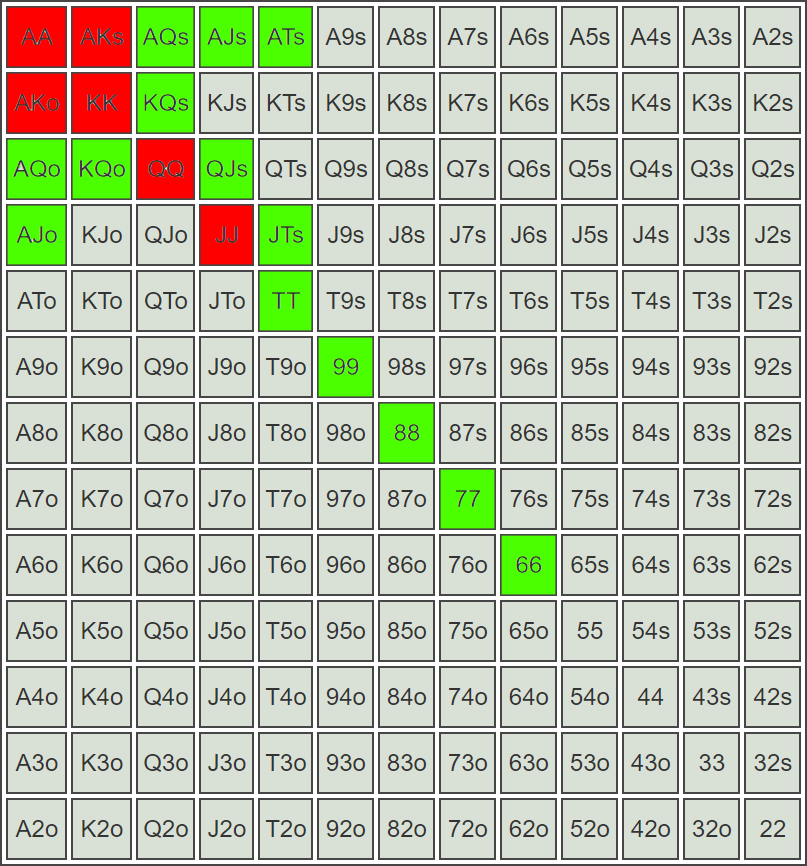 AA AKs AQs AJs ATs A9s A8s A7s A6s A5s A4s A3s A2s
AKo KK KQs KJs KTs K9s K8s K7s K6s K5s K4s K3s K2s
AQo KQo QQ QJs QTs Q9s Q8s Q7s Q6s Q5s Q4s Q3s Q2s
AJo KJo QJo JJ JTs J9s J8s J7s J6s J5s J4s J3s J2s
ATo KTo QTo JTo TT T9s T8s T7s T6s T5s T4s T3s T2s
A9o K9o Q9o J9o T9o 99 98s 97s 96s 95s 94s 93s 92s
A8o K8o Q8o J8o T8o 98o 88 87s 86s 85s 84s 83s 82s
A7o K7o Q7o J7o T7o 97o 87o 77 76s 75s 74s 73s 72s
A6o K6o Q6o J6o T6o 96o 86o 76o 66 65s 64s 63s 62s
A5o K5o Q5o J5o T5o 95o 85o 75o 65o 55 54s 53s 52s
A4o K4o Q4o J4o T4o 94o 84o 74o 64o 54o 44 43s 42s
A3o K3o Q3o J3o T3o 93o 83o 73o 63o 53o 43o 33 32s
A2o K2o Q2o J2o T2o 92o 82o 72o 62o 52o 42o 32o 22